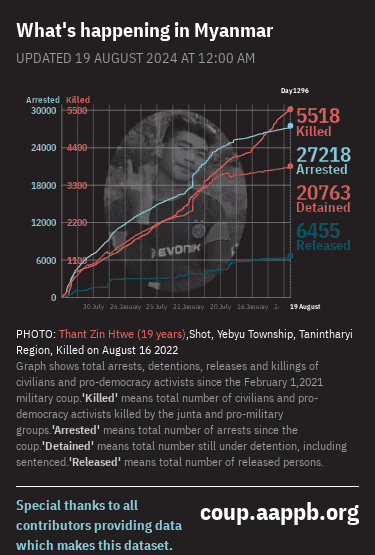 What's happening in Myanmar
UPDATED 19 AUGUST 2024 AT 12:00 AM
Day1296
Arrested Killed
30000 5500
24000 4400
18000 3300
12000 2200
6000 1100
0
5518
Killed
27218
Arrested
20763
Detained
6455
Released
EVONIK
30 July 26 January 25 July 21 January 20 July 16 January 19 August
PHOTO: Thant Zin Htwe (19 years),Shot, Yebyu Township, Tanintharyi
Region, Killed on August 16 2022
Graph shows total arrests, detentions, releases and killings of
civilians and pro-democracy activists since the February 1,2021
military coup.'Killed' means total number of civilians and pro-
democracy activists killed by the junta and pro-military
groups.'Arrested' means total number of arrests since the
coup.'Detained' means total number still under detention, including
sentenced.'Released' means total number of released persons.
Special thanks to all
contributors providing data
which makes this dataset.
coup.aappb.org